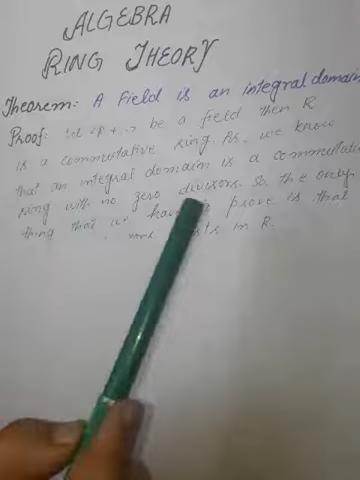 ALGEBRA
RING THEORY
Theorem: A Field is an integral domain
Proof: Let <R + .> be a field then R
is a commutative ring. As, we know
that an integral domain is a commutati
ring with no zero divisors. So the only
thing that we have prove is that
in R.